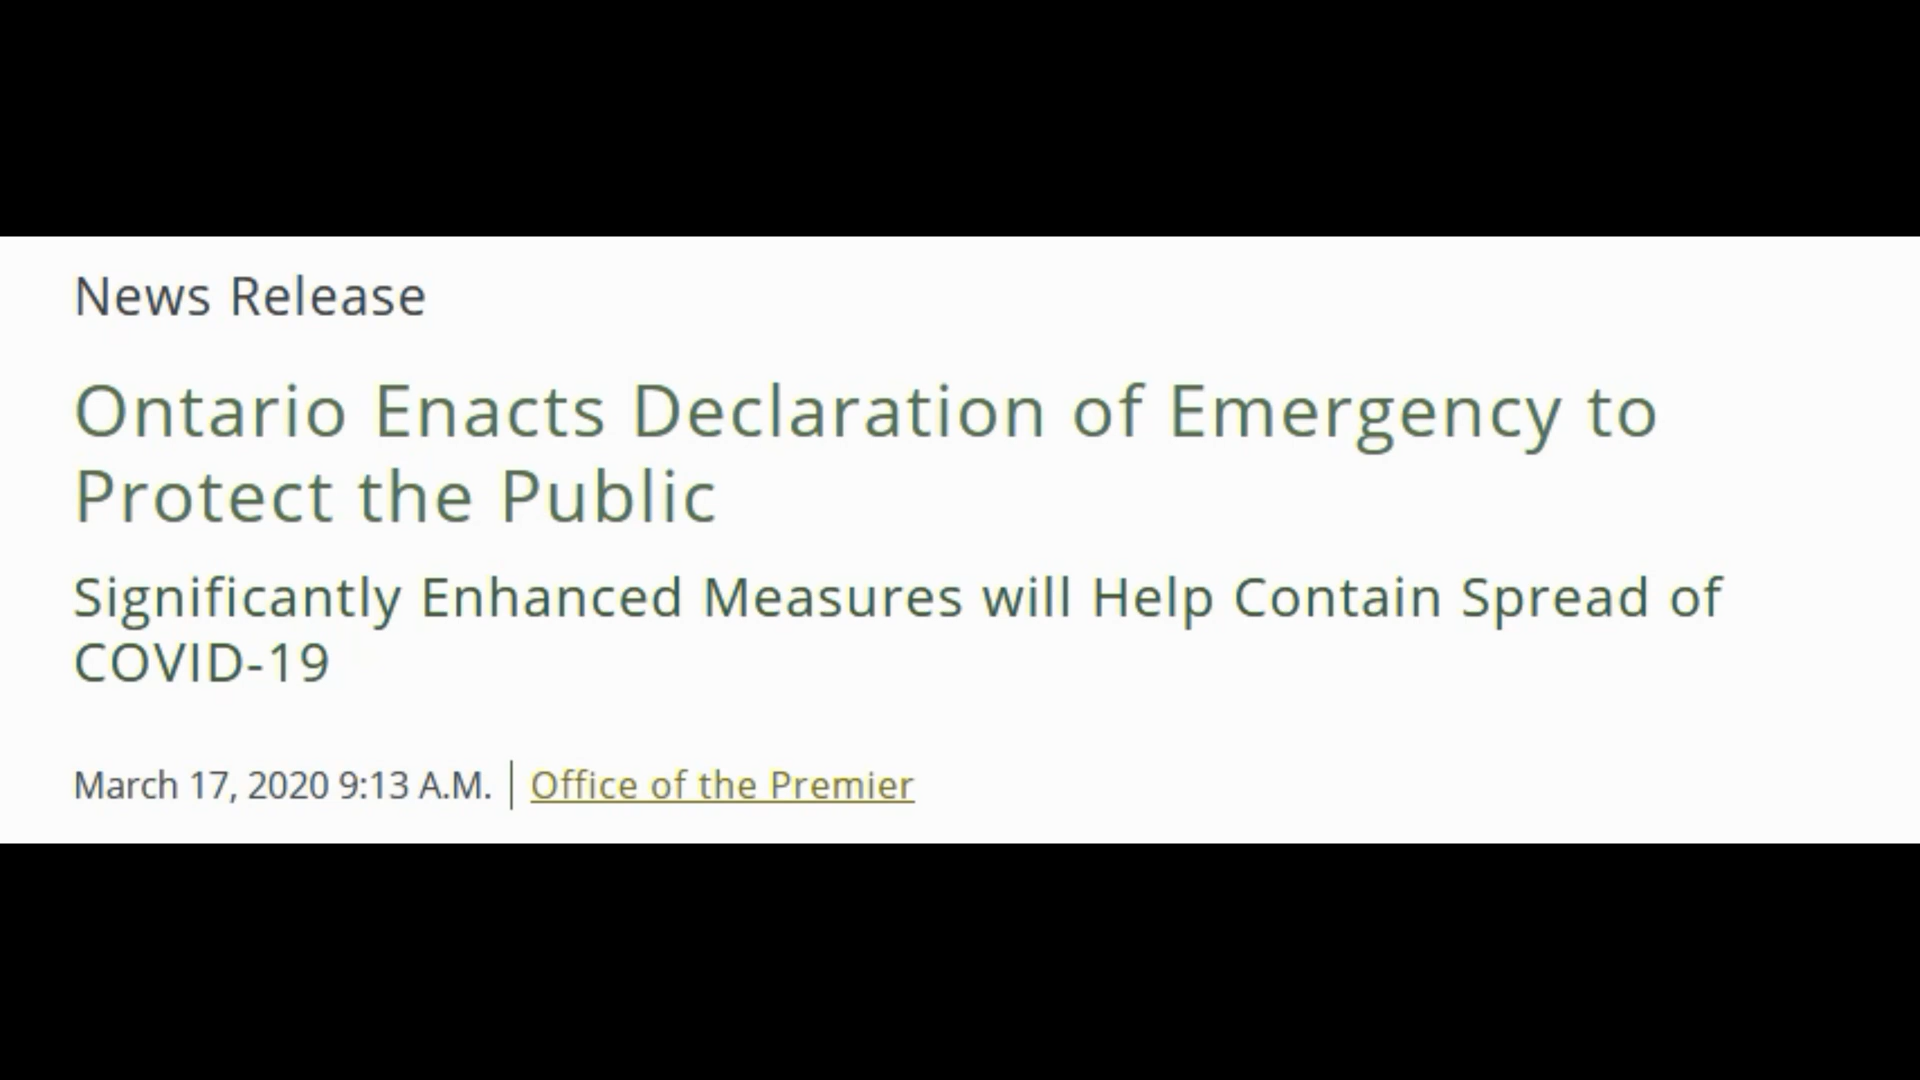 News Release
Ontario Enacts Declaration of Emergency to
Protect the Public
Significantly Enhanced Measures will Help Contain Spread of
COVID-19
March 17, 2020 9:13 A.M. | Office of the Premier